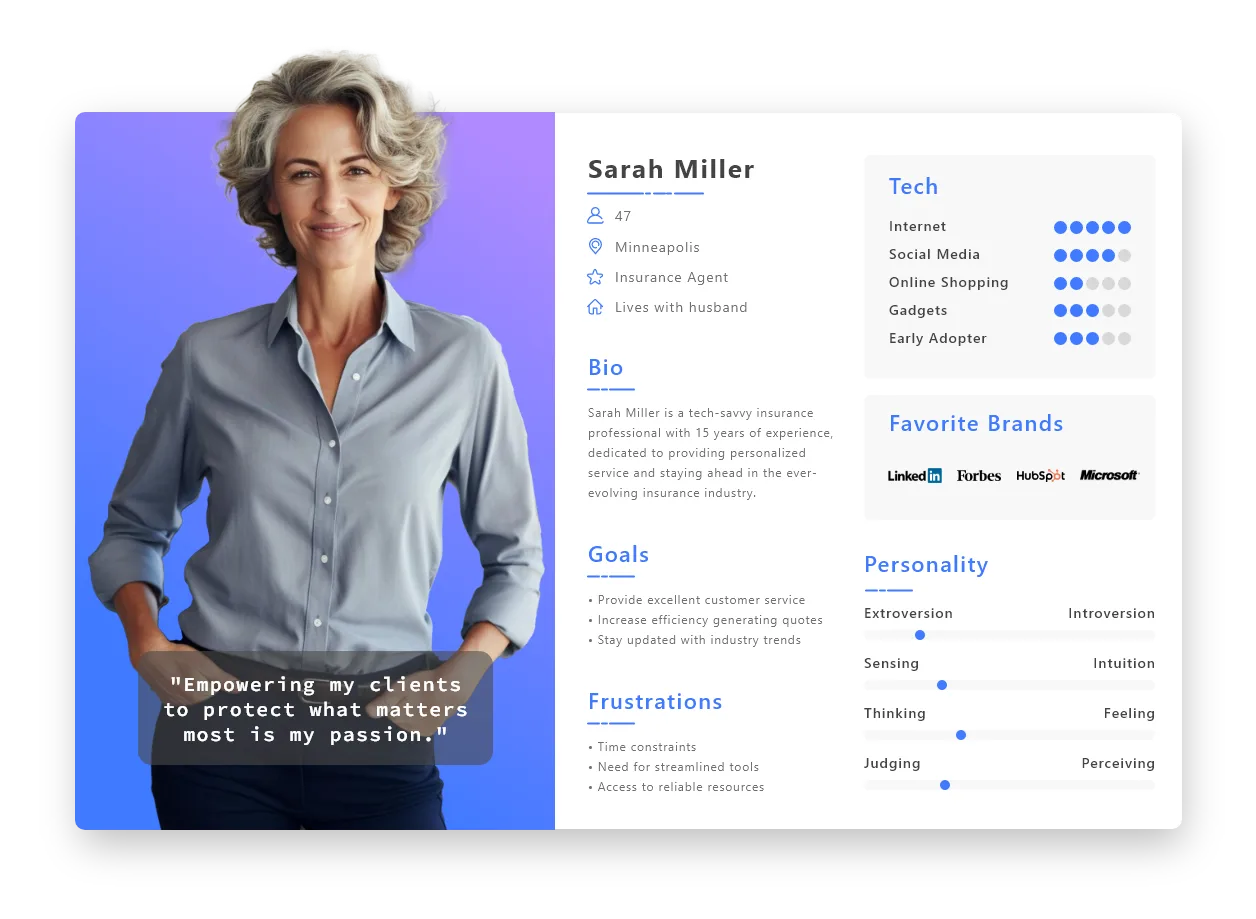 Sarah Miller
47
Minneapolis
Insurance Agent
Lives with husband
Bio
Sarah Miller is a tech-savvy insurance
professional with 15 years of experience,
dedicated to providing personalized
service and staying ahead in the ever-
evolving insurance industry.
Goals
• Provide excellent customer service
• Increase efficiency generating quotes
• Stay updated with industry trends
Frustrations
• Time constraints
• Need for streamlined tools
• Access to reliable resources
"Empowering my clients
to protect what matters
most is my passion."
Tech
Internet
Social Media
Online Shopping
Gadgets
Early Adopter
Favorite Brands
LinkedIn Forbes HubSpot Microsoft
Personality
Extroversion Introversion
Sensing Intuition
Thinking Feeling
Judging Perceiving